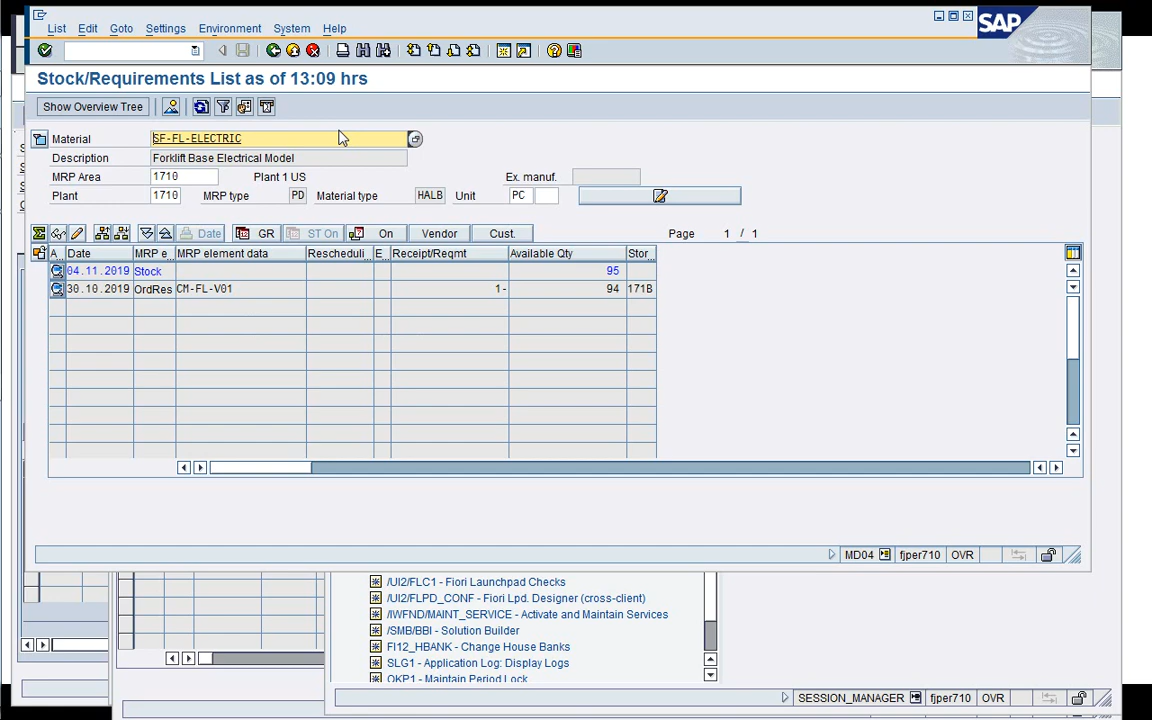 List Edit Goto Settings Environment System Help
SAP
Stock/Requirements List as of 13:09 hrs
Show Overview Tree
Material SF-FL-ELECTRIC
Description Forklift Base Electrical Model
MRP Area 1710 Plant 1 US Ex. manuf.
Plant 1710 MRP type PD Material type HALB Unit PC
Date GR ST On On Vendor Cust. Page 1 / 1
A. Date MRP e MRP element data Rescheduli E. Receipt/Reqmt Available Qty Stor
04.11.2019 Stock 95
30.10.2019 OrdRes CM-FL-V01 1- 94 171B
MD04 fjper710 OVR
/UI2/FLC1 - Fiori Launchpad Checks
/UI2/FLPD_CONF - Fiori Lpd. Designer (cross-client)
/IWFND/MAINT_SERVICE - Activate and Maintain Services
/SMB/BBI - Solution Builder
FI12_HBANK - Change House Banks
SLG1 - Application Log: Display Logs
OKP1 - Maintain Period Lock
SESSION_MANAGER fjper710 OVR